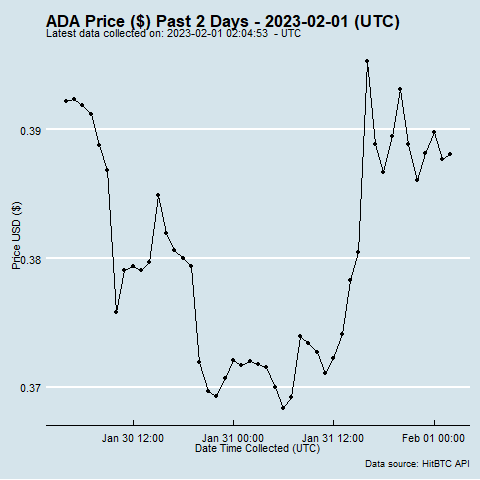 ADA Price ($) Past 2 Days - 2023-02-01 (UTC)
Latest data collected on: 2023-02-01 02:04:53 - UTC
Price USD ($)
0.39
0.38
0.37
Jan 30 12:00
Jan 31 00:00
Jan 31 12:00
Feb 01 00:00
Date Time Collected (UTC)
Data source: HitBTC API